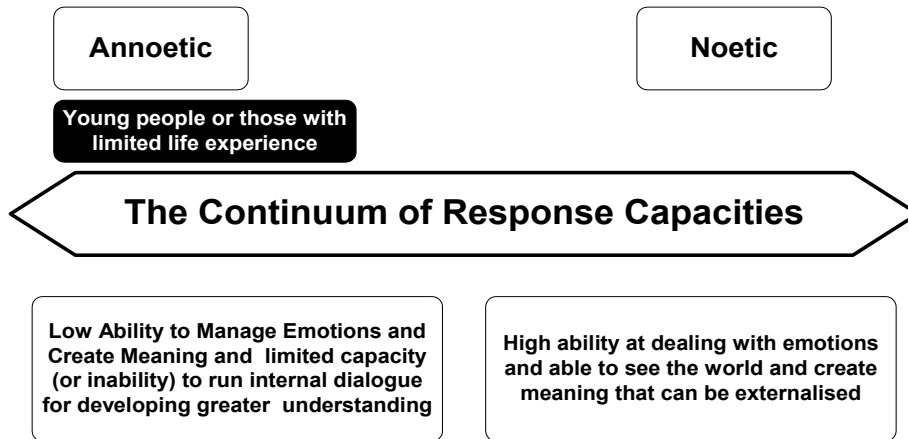 Annoetic
Noetic
Young people or those with
limited life experience
The Continuum of Response Capacities
Low Ability to Manage Emotions and
Create Meaning and limited capacity
(or inability) to run internal dialogue
for developing greater understanding
High ability at dealing with emotions
and able to see the world and create
meaning that can be externalised